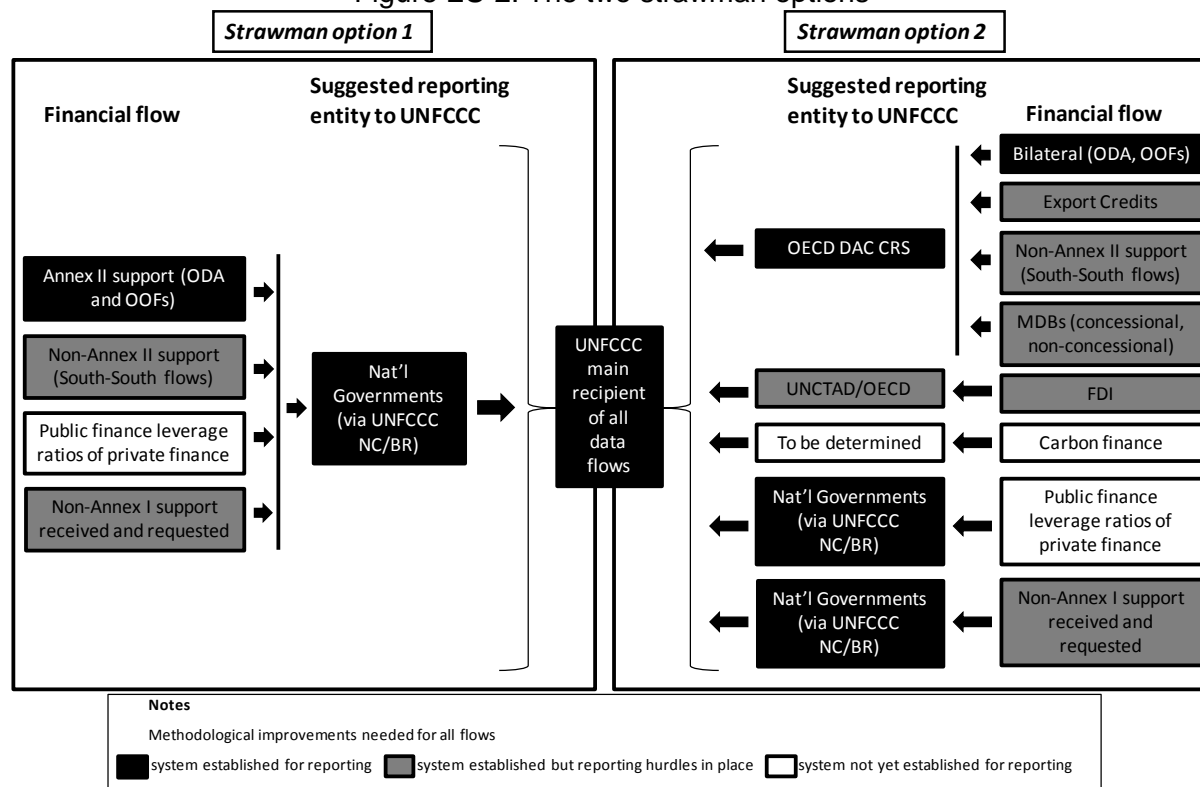 Figure ES-2: The two strawman options
Strawman option 1
Financial flow
Suggested reporting
entity to UNFCCC
Annex II support (ODA
and OOFs)
Non-Annex II support
(South-South flows)
Public finance leverage
ratios of private finance
Non-Annex I support
received and requested
Nat'l
Governments
(via UNFCCC
NC/BR)
UNFCCC
main
recipient
of all
data
flows
Strawman option 2
Suggested reporting
entity to UNFCCC
Financial flow
OECD DAC CRS
Bilateral (ODA, OOFs)
Export Credits
Non-Annex II support
(South-South flows)
MDBs (concessional,
non-concessional)
UNCTAD/OECD
FDI
To be determined
Carbon finance
Nat'l Governments
(via UNFCCC
NC/BR)
Public finance
leverage ratios of
private finance
Nat'l Governments
(via UNFCCC
NC/BR)
Non-Annex I support
received and
requested
Notes
Methodological improvements needed for all flows
system established for reporting
system established but reporting hurdles in place
system not yet established for reporting